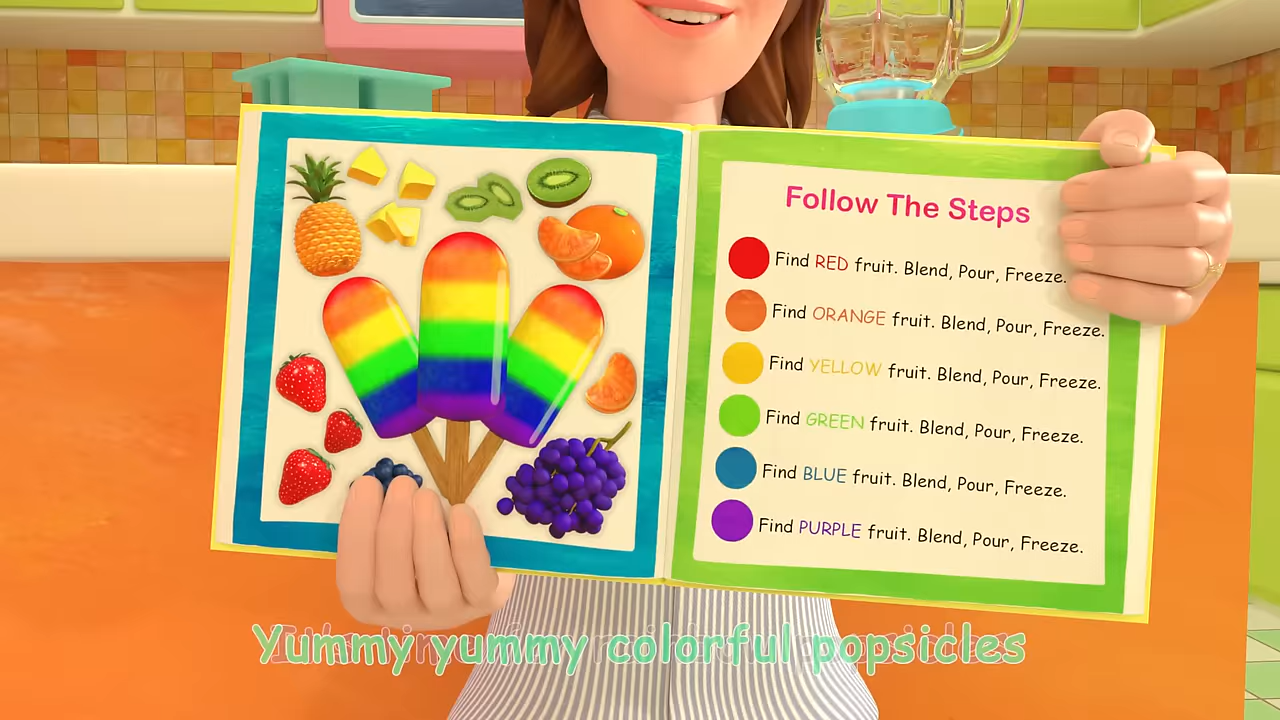 Follow The Steps
Find RED fruit. Blend, Pour, Freeze.
Find ORANGE fruit. Blend, Pour, Freeze.
Find YELLOW fruit. Blend, Pour, Freeze.
Find GREEN fruit. Blend, Pour, Freeze.
Find BLUE fruit. Blend, Pour, Freeze.
Find PURPLE fruit. Blend, Pour, Freeze.
Yummy yummy colorful popsicles